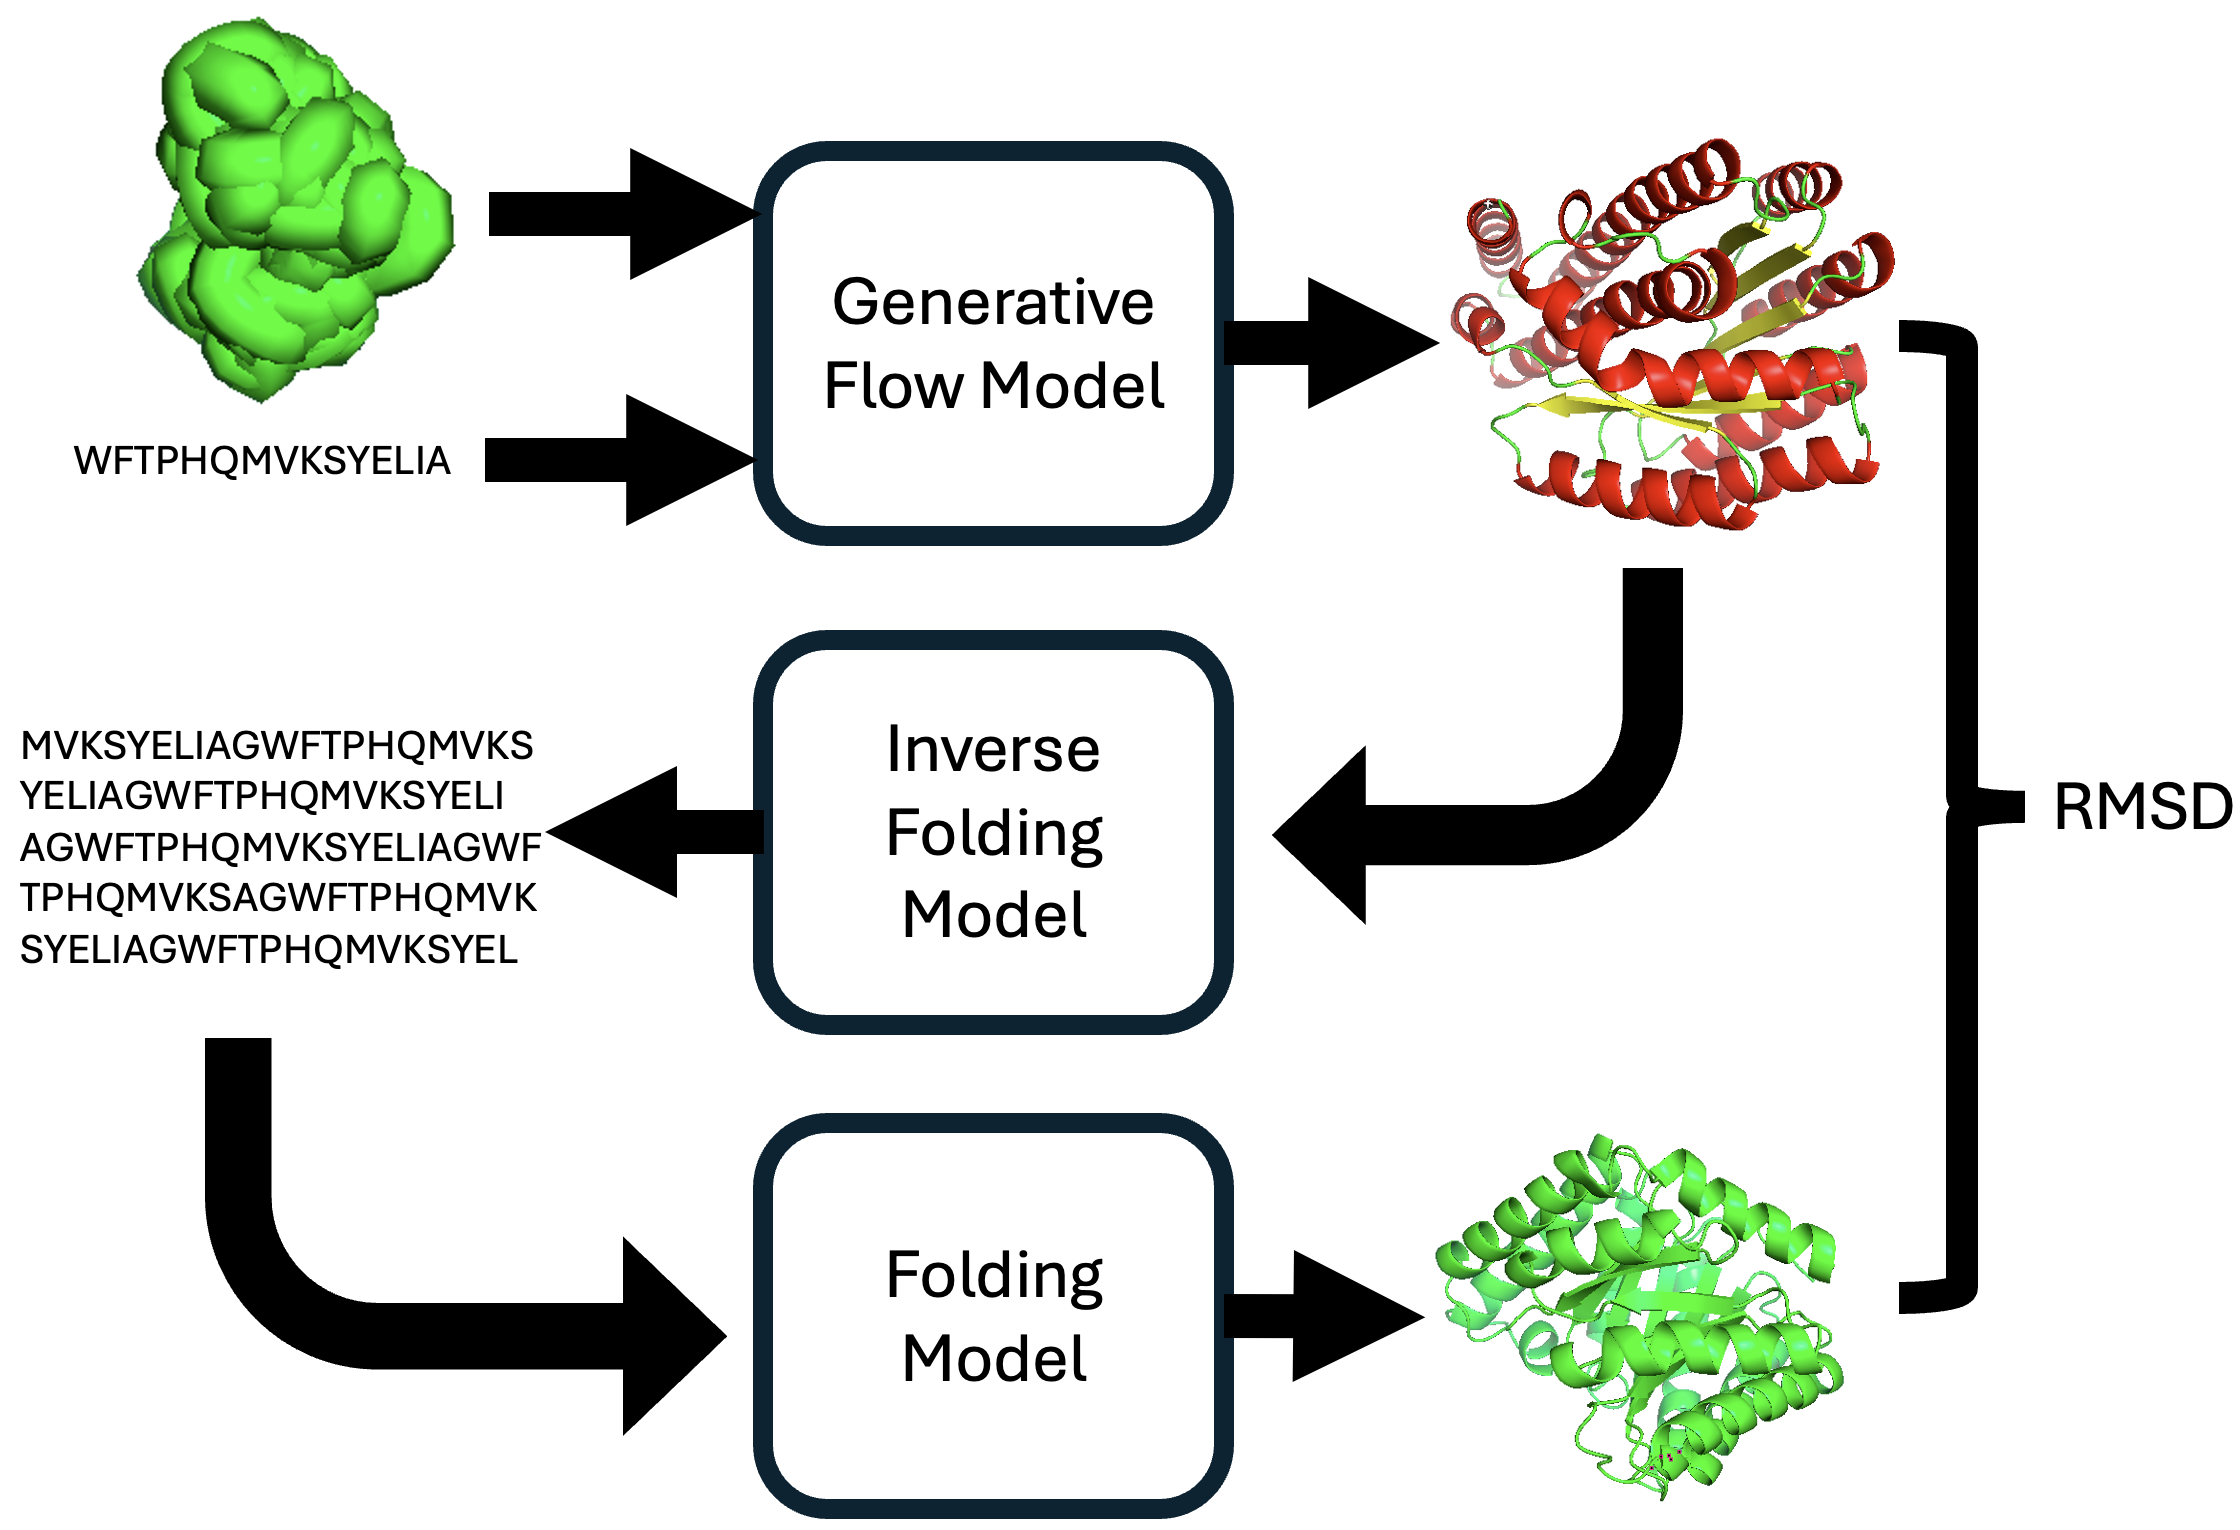 Generative
Flow Model
WFTPHQMVKSYELIA
Inverse
Folding
Model
MVKSYELIAGWFTPHQMVKS
YELIAGWFTPHQMVKSYELI
AGWFTPHQMVKSYELIAGWF
TPHQMVKSAGWFTPHQMVK
SYELIAGWFTPHQMVKSYEL
RMSD
Folding
Model